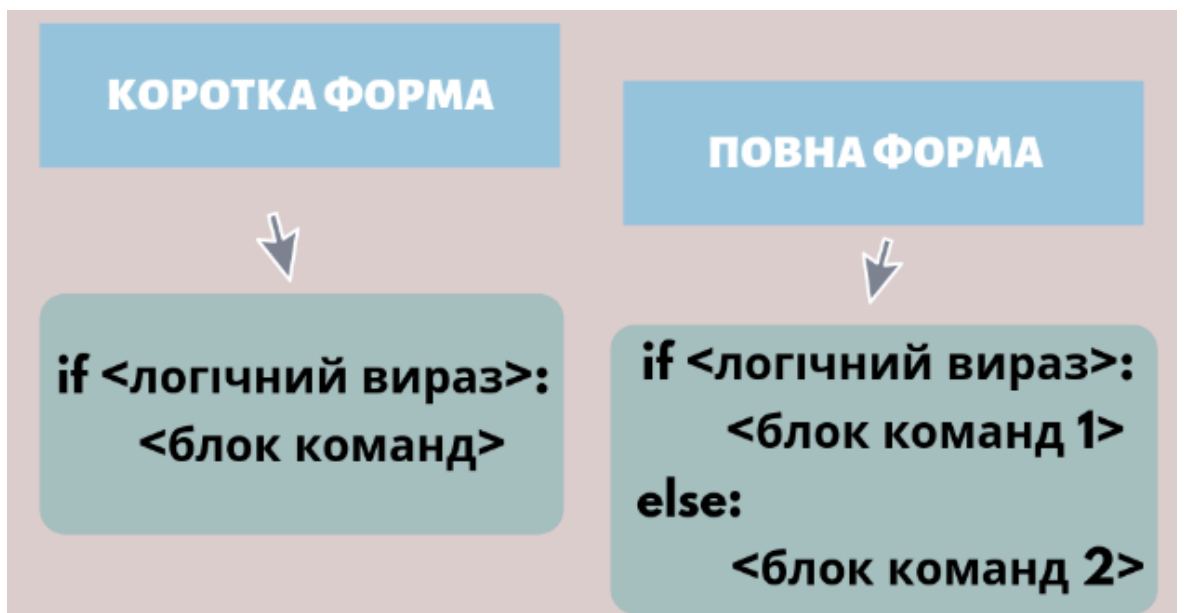 КОРОТКА ФОРМА
if <логічний вираз>:
<блок команд>
ПОВНА ФОРМА
if <логічний вираз>:
<блок команд 1>
else:
<блок команд 2>